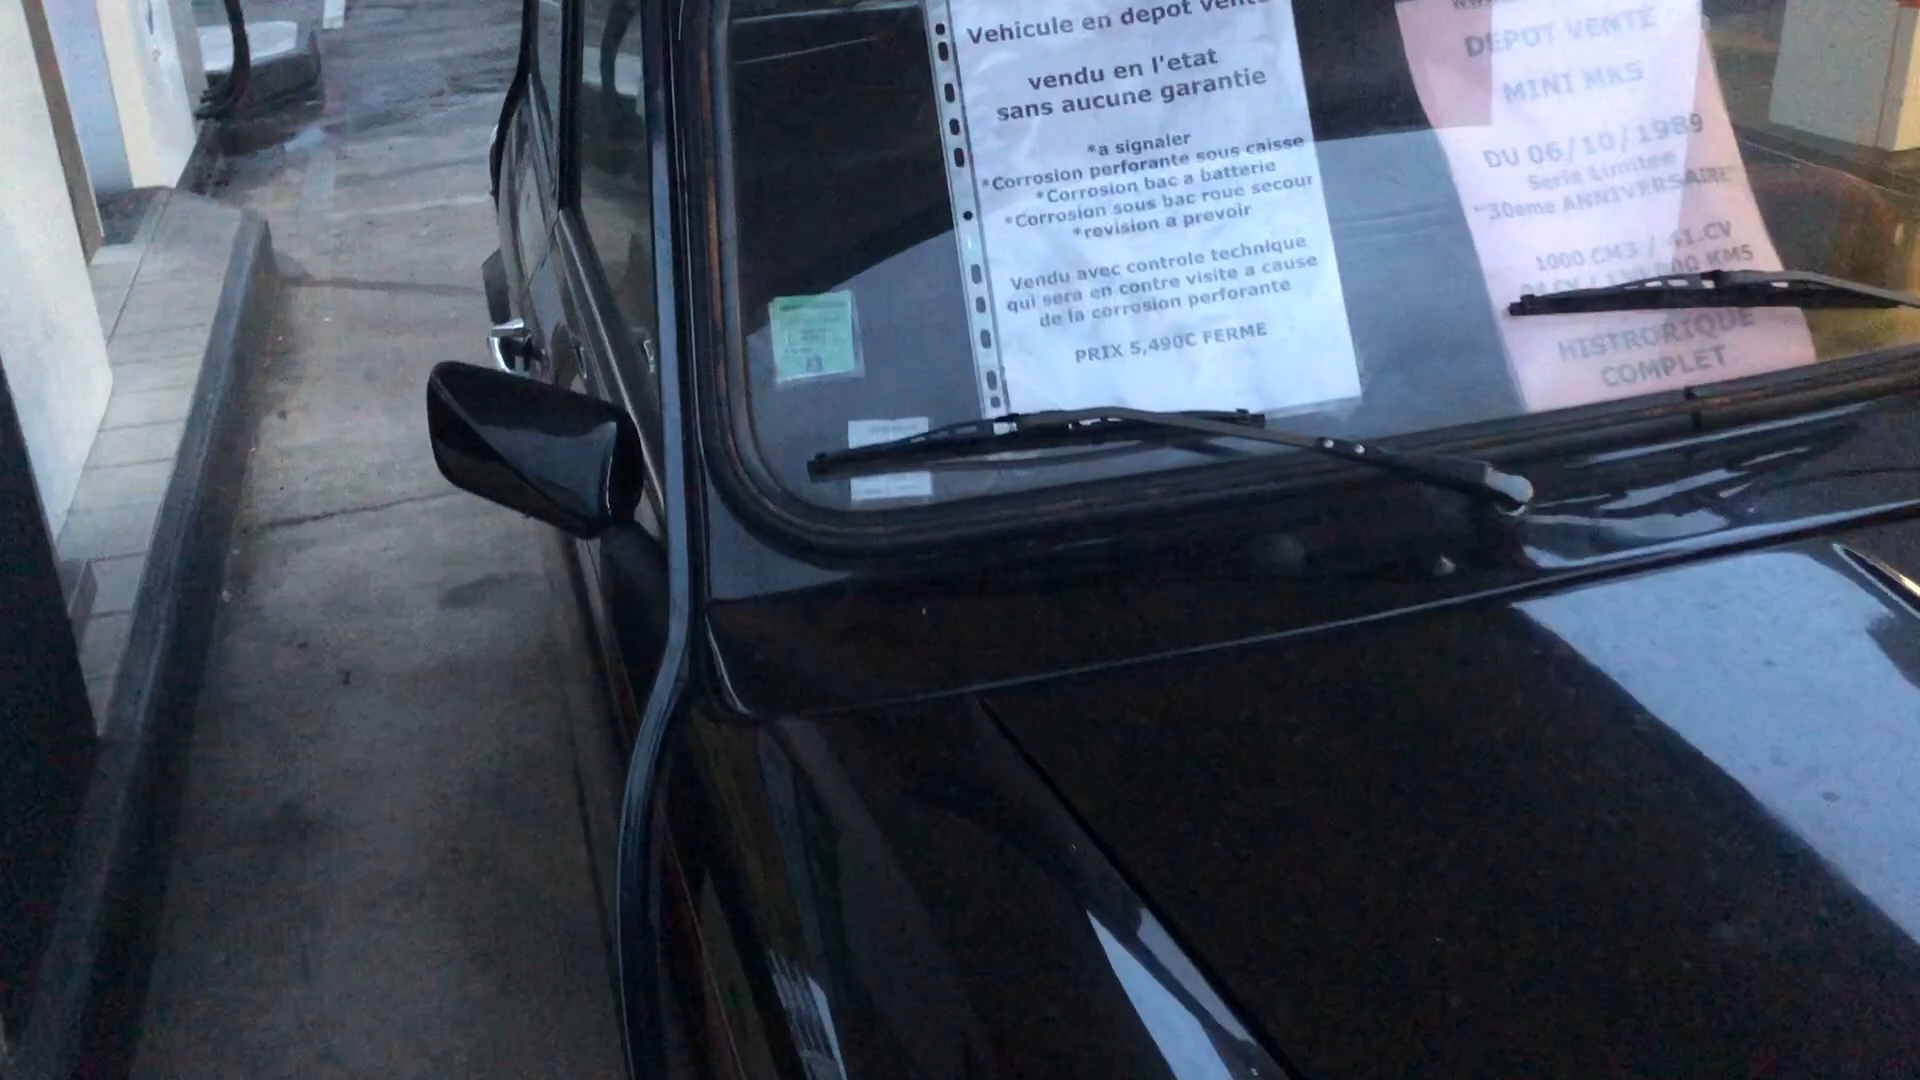 Vehicule en depot vente
vendu en l'etat
sans aucune garantie
*a signaler
*Corrosion perforante sous caisse
*Corrosion bac a batterie
*Corrosion sous bac roue secour
*revision a prevoir
Vendu avec controle technique
qui sera en contre visite a cause
de la corrosion perforante
PRIX 5,490€ FERME
DEPOT VENTE
MINI MK5
DU 06/10/1989
Serie Limitee
"30eme ANNIVERSAIRE"
1000 CM3 / 41.CV
KMS
HISTRORIQUE
COMPLET